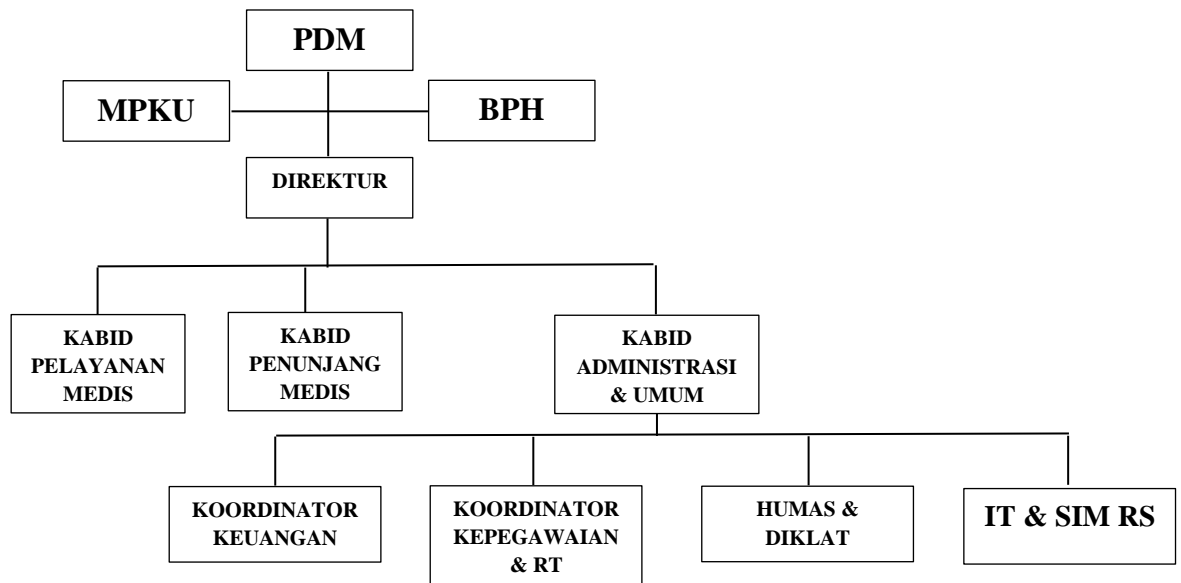 PDM
MPKU
BPH
DIREKTUR
KABID
PELAYANAN
MEDIS
KABID
PENUNJANG
MEDIS
KABID
ADMINISTRASI
& UMUM
KOORDINATOR
KEUANGAN
KOORDINATOR
KEPEGAWAIAN
& RT
HUMAS &
DIKLAT
IT & SIM RS